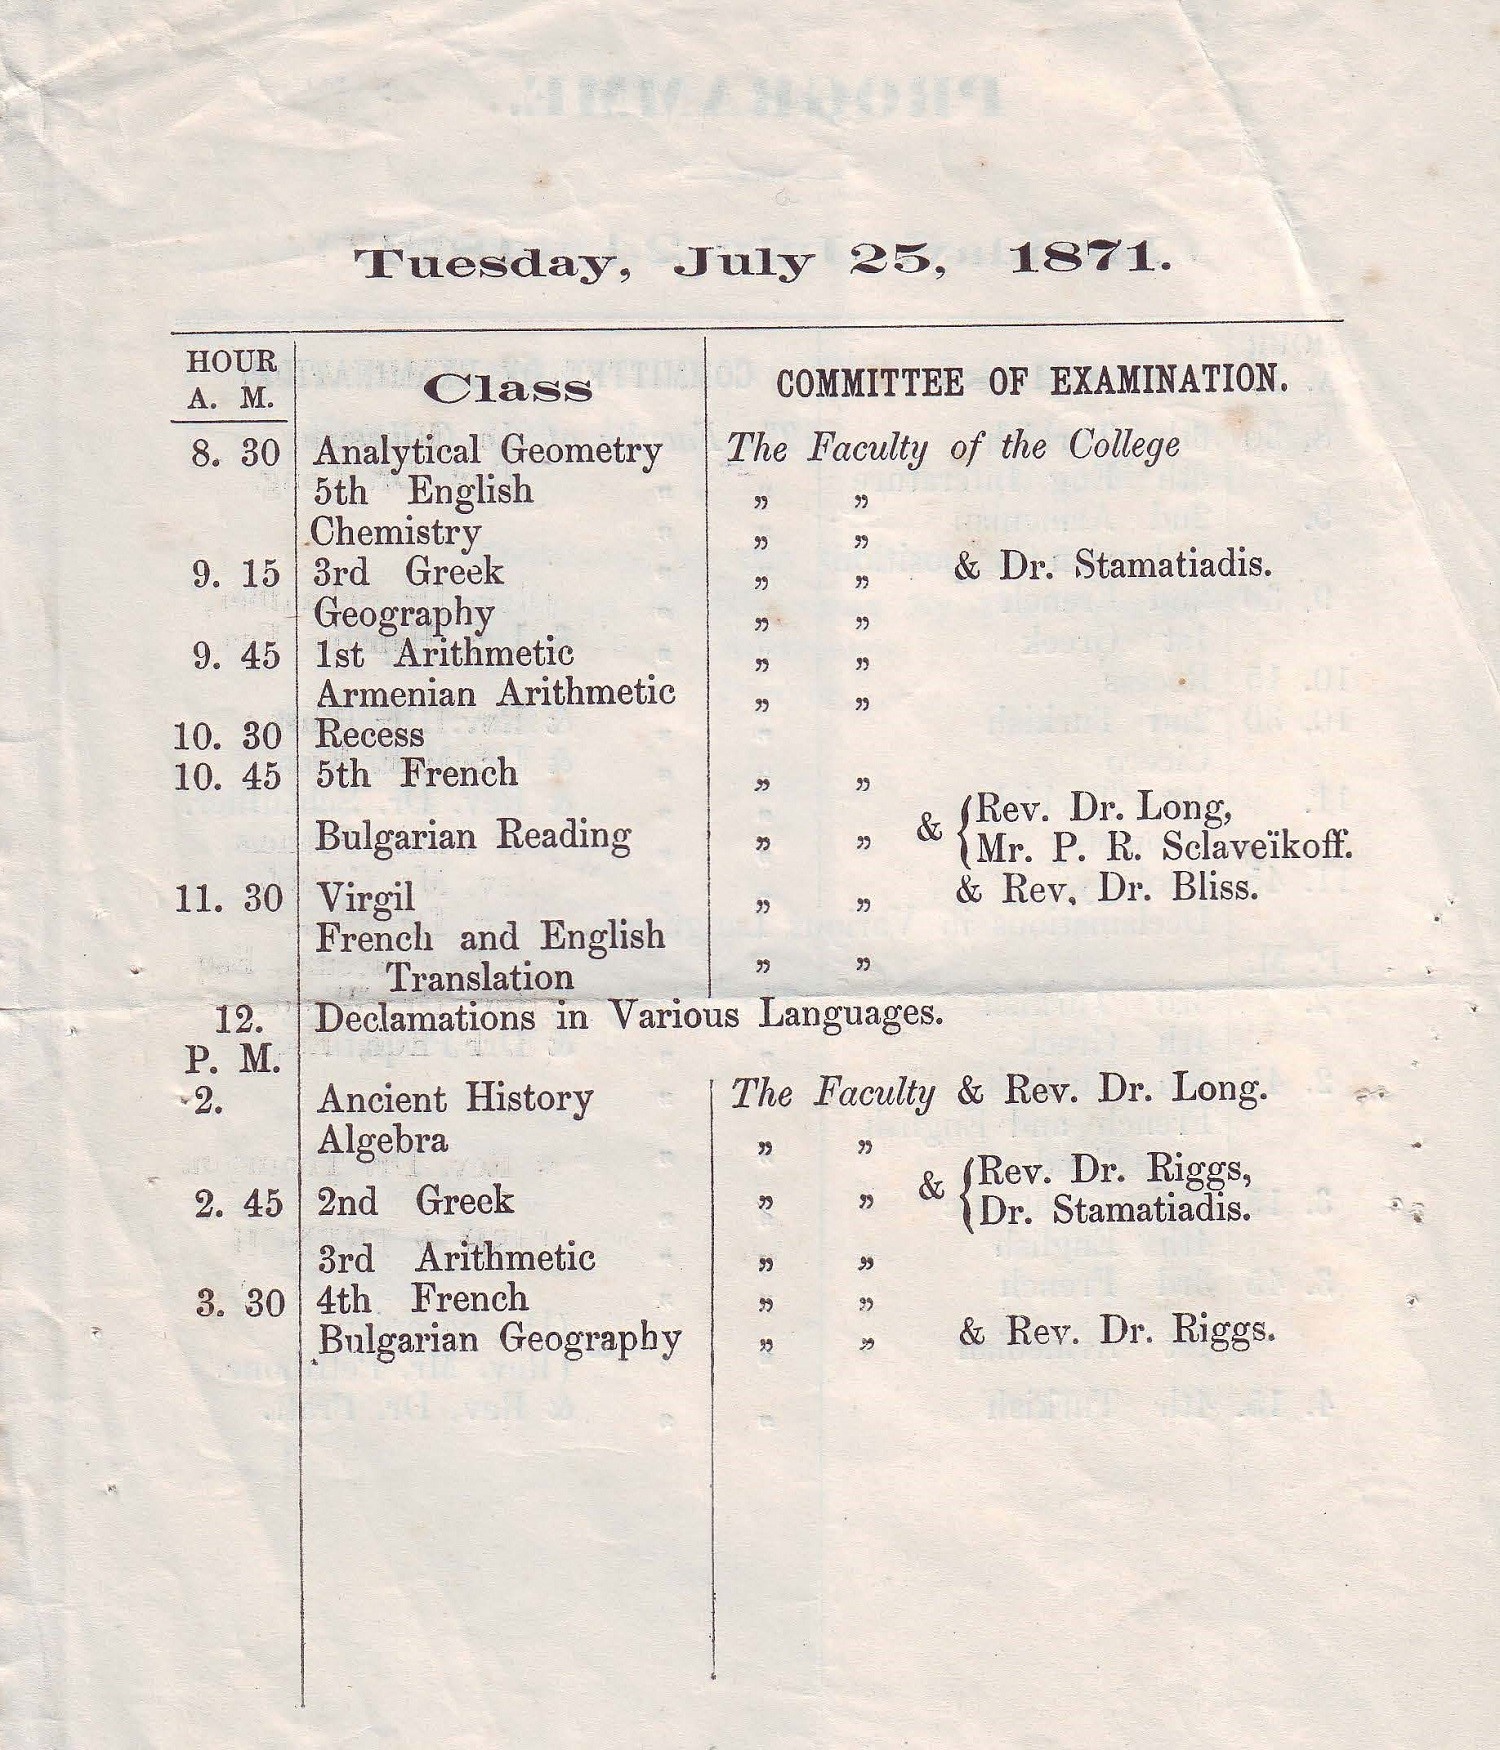 Tuesday, July 25, 1871.
HOUR A. M. Class COMMITTEE OF EXAMINATION.
8. 30 Analytical Geometry The Faculty of the College
5th English „ „
Chemistry „ „
9. 15 3rd Greek „ „ & Dr. Stamatiadis.
Geography „ „
9. 45 1st Arithmetic „ „
Armenian Arithmetic „ „
10. 30 Recess
10. 45 5th French „ „
Bulgarian Reading „ „ & { Rev. Dr. Long,
Mr. P. R. Sclaveïkoff.
11. 30 Virgil „ „ & Rev. Dr. Bliss.
French and English
Translation „ „
12. Declamations in Various Languages.
P. M.
2. Ancient History The Faculty & Rev. Dr. Long.
Algebra „ „
2. 45 2nd Greek „ „ & { Rev. Dr. Riggs,
Dr. Stamatiadis.
3rd Arithmetic „ „
3. 30 4th French „ „
Bulgarian Geography „ „ & Rev. Dr. Riggs.